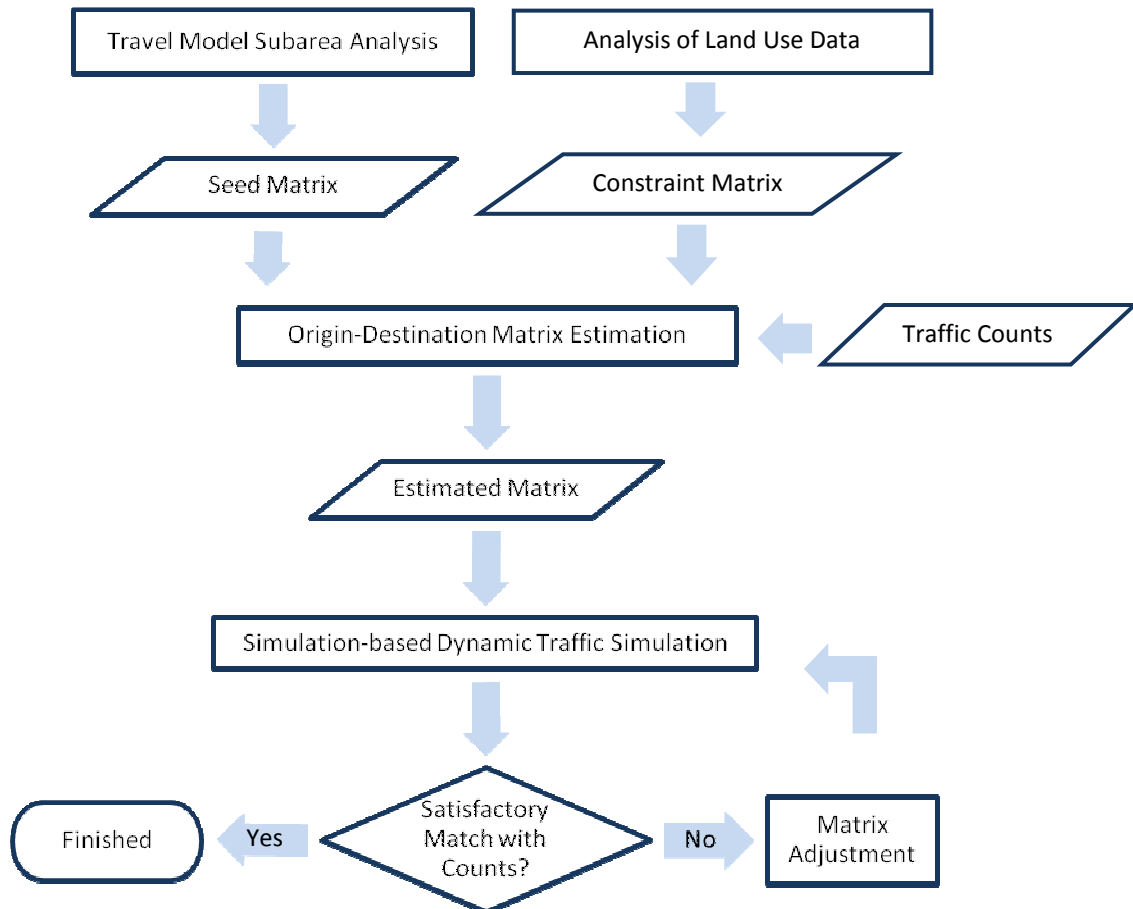 Travel Model Subarea Analysis
Analysis of Land Use Data
Seed Matrix
Constraint Matrix
Origin-Destination Matrix Estimation
Traffic Counts
Estimated Matrix
Simulation-based Dynamic Traffic Simulation
Finished
Yes
Satisfactory
Match with
Counts?
No
Matrix
Adjustment